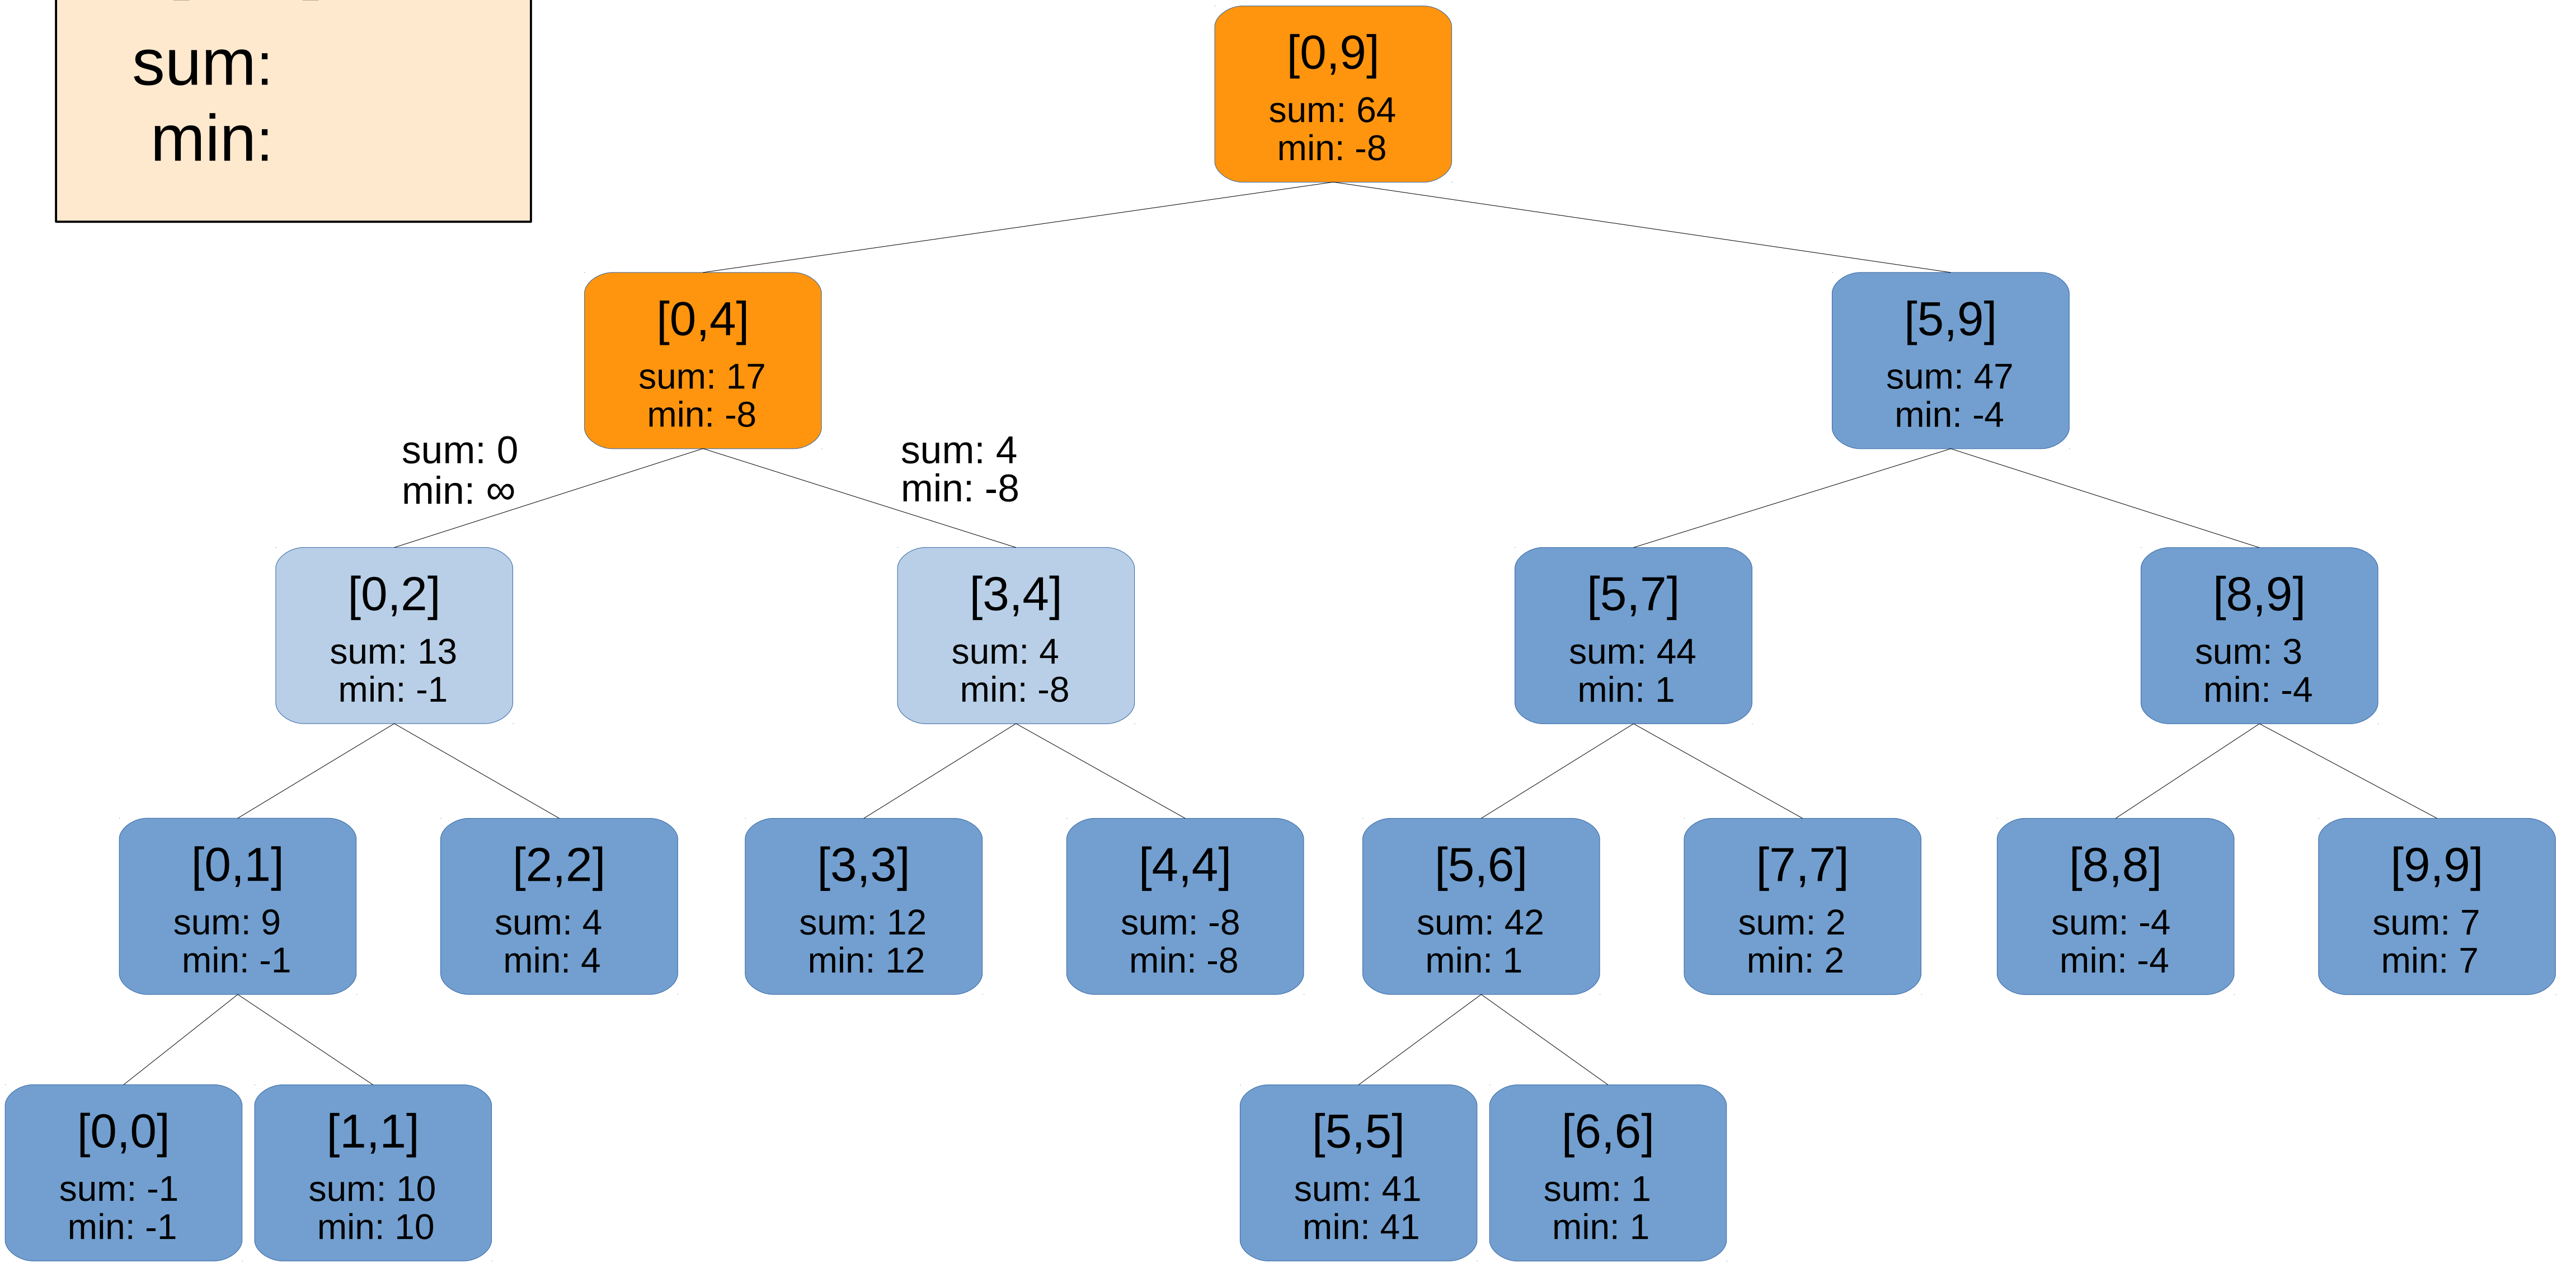 sum:
min:
[0,9]
sum: 64
min: -8
[0,4]
sum: 17
min: -8
[5,9]
sum: 47
min: -4
sum: 0
min: ∞
sum: 4
min: -8
[0,2]
sum: 13
min: -1
[3,4]
sum: 4
min: -8
[5,7]
sum: 44
min: 1
[8,9]
sum: 3
min: -4
[0,1]
sum: 9
min: -1
[2,2]
sum: 4
min: 4
[3,3]
sum: 12
min: 12
[4,4]
sum: -8
min: -8
[5,6]
sum: 42
min: 1
[7,7]
sum: 2
min: 2
[8,8]
sum: -4
min: -4
[9,9]
sum: 7
min: 7
[0,0]
sum: -1
min: -1
[1,1]
sum: 10
min: 10
[5,5]
sum: 41
min: 41
[6,6]
sum: 1
min: 1